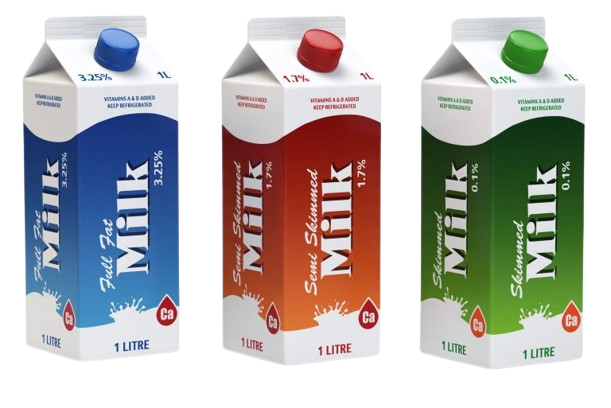 3.25% 1L
VITAMINS A & D ADDED
KEEP REFRIGERATED
VITAMINS A & D ADDED
KEEP REFRIGERATED
Full Fat
Milk 3.25%
Full Fat
Milk 3.25%
Ca
Ca
1 LITRE
1 LITRE
1.7% 1L
VITAMINS A & D ADDED
KEEP REFRIGERATED
VITAMINS A & D ADDED
KEEP REFRIGERATED
Semi Skimmed
Milk 1.7%
Semi Skimmed
Milk 1.7%
Ca
Ca
1 LITRE
1 LITRE
0.1% 1L
VITAMINS A & D ADDED
KEEP REFRIGERATED
VITAMINS A & D ADDED
KEEP REFRIGERATED
Skimmed
Milk 0.1%
Skimmed
Milk 0.1%
Ca
Ca
1 LITRE
1 LITRE